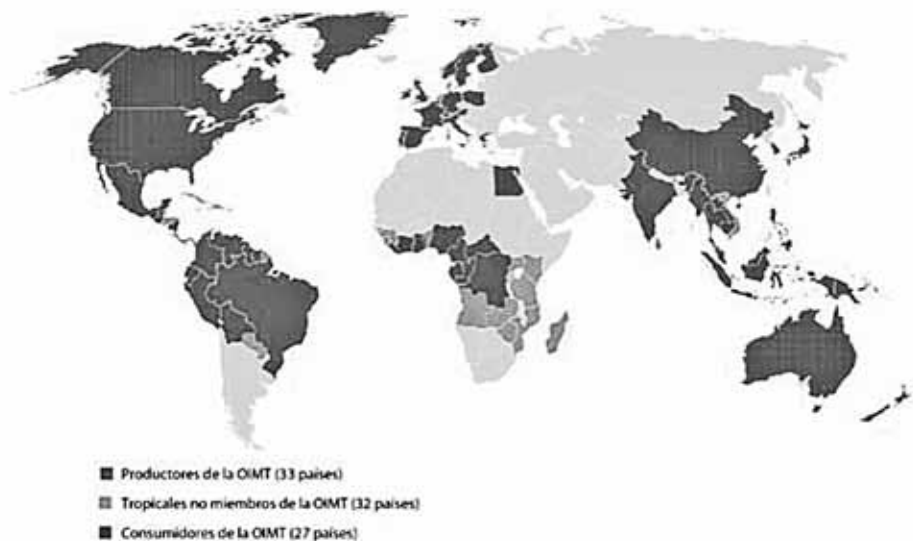 Productores de la OIMT (33 países)
Tropicales no miembros de la OIMT (32 países)
Consumidores de la OIMT (27 países)